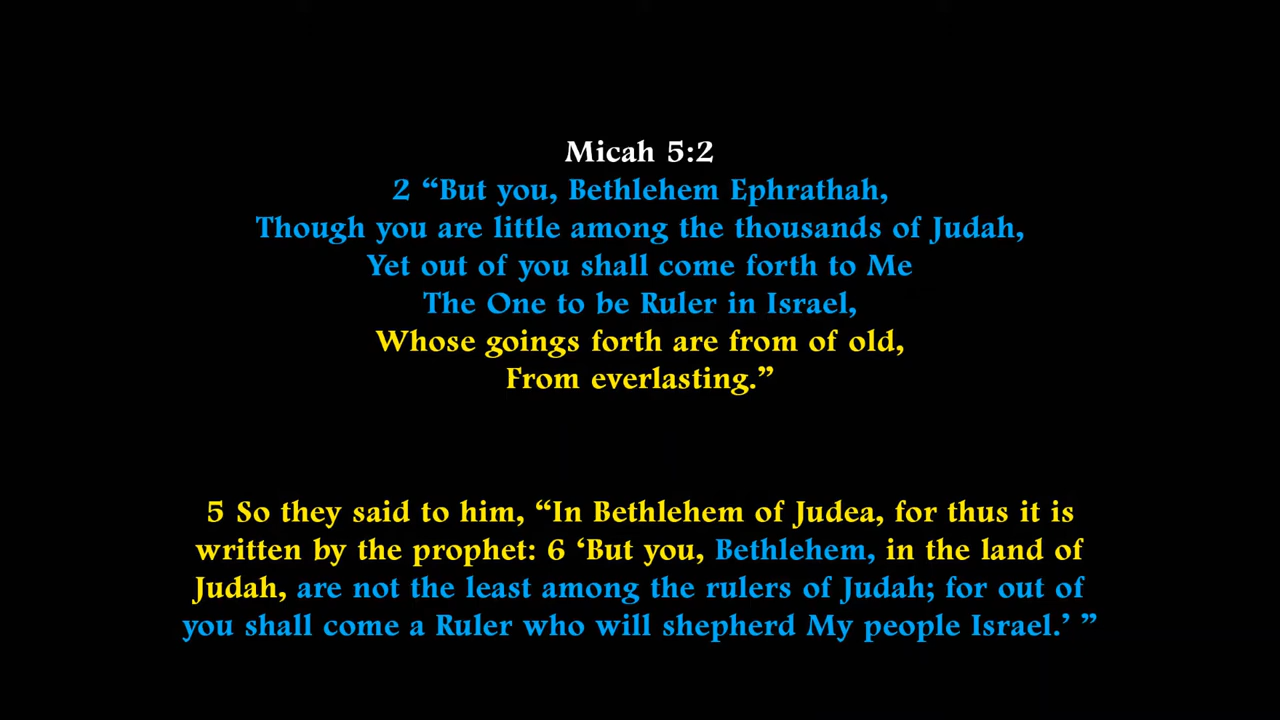 Micah 5:2
2 “But you, Bethlehem Ephrathah,
Though you are little among the thousands of Judah,
Yet out of you shall come forth to Me
The One to be Ruler in Israel,
Whose goings forth are from of old,
From everlasting.”
5 So they said to him, “In Bethlehem of Judea, for thus it is
written by the prophet: 6 ‘But you, Bethlehem, in the land of
Judah, are not the least among the rulers of Judah; for out of
you shall come a Ruler who will shepherd My people Israel.’ ”